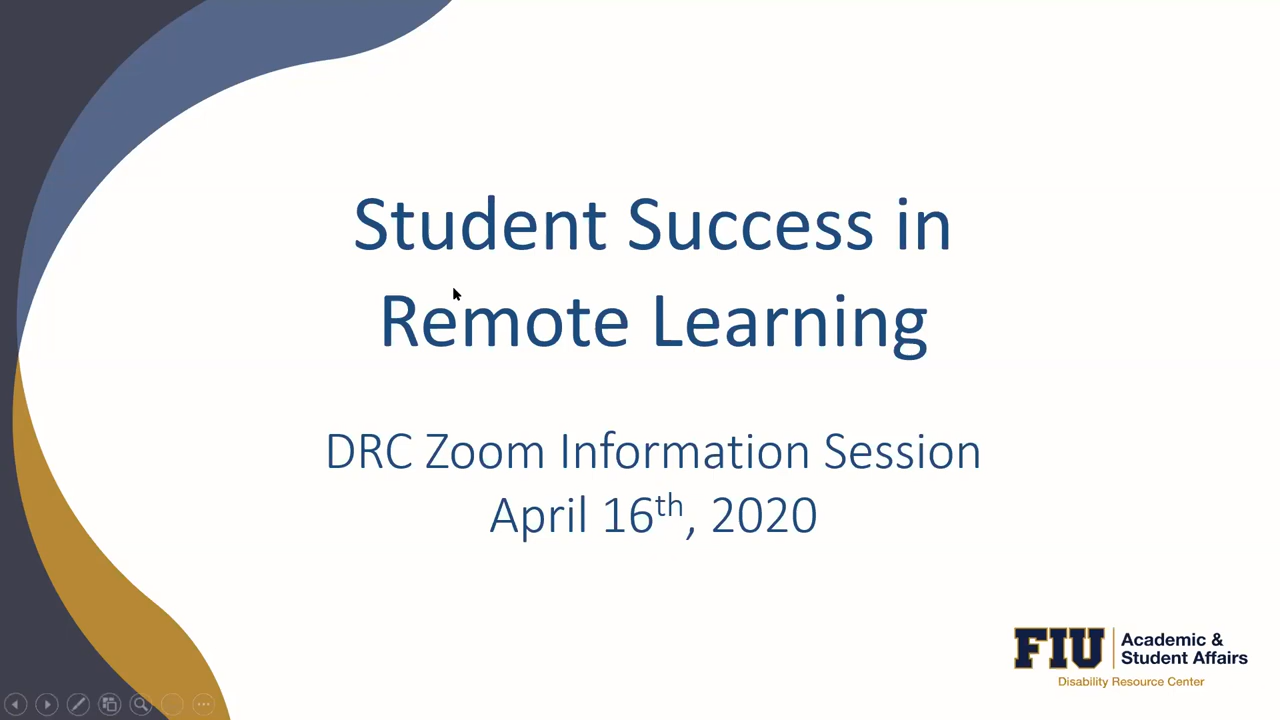 Student Success in
Remote Learning
DRC Zoom Information Session
April 16th, 2020
FIU
Academic &
Student Affairs
Disability Resource Center